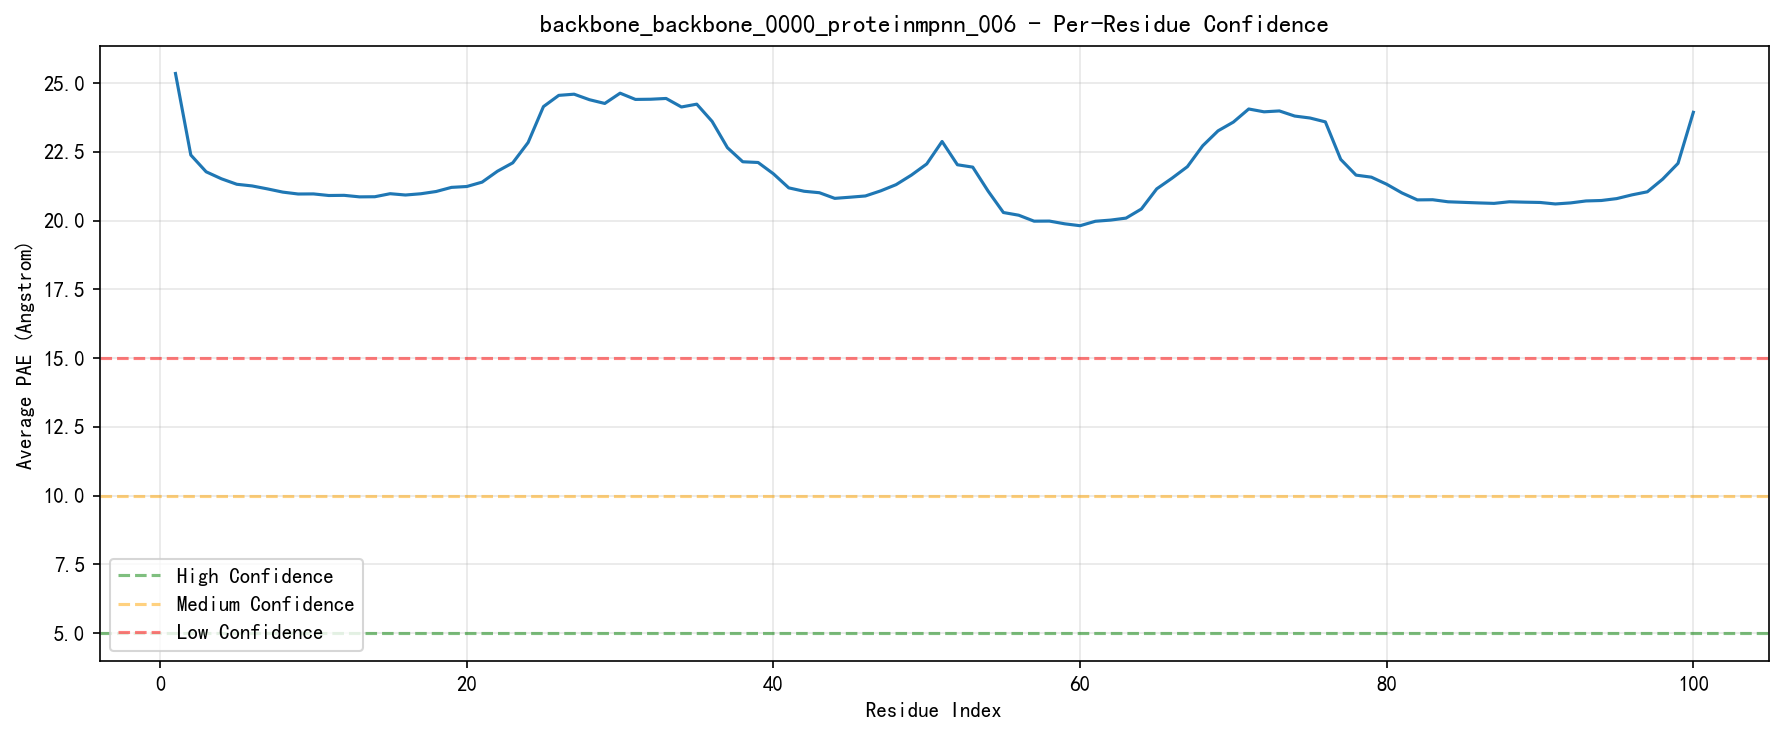 backbone_backbone_0000_proteinmpnn_006 - Per-Residue Confidence
Average PAE (Angstrom)
25.0
22.5
20.0
17.5
15.0
12.5
10.0
7.5
5.0
High Confidence
Medium Confidence
Low Confidence
0
20
40
60
80
100
Residue Index